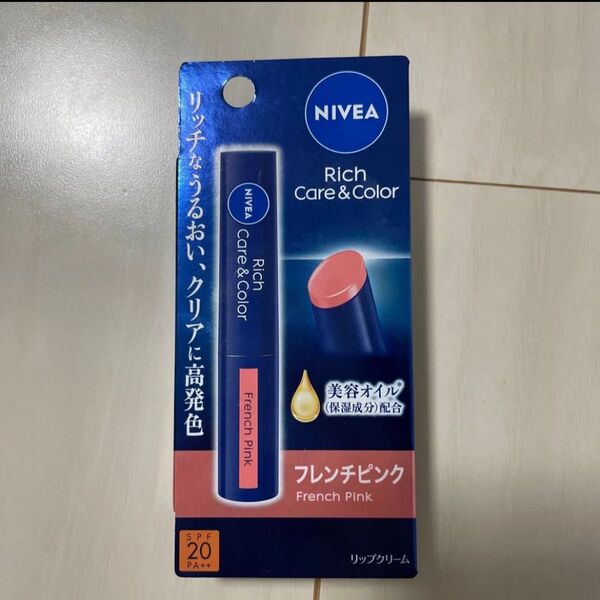 リッチなうるおい、クリアに高発色
NIVEA
Rich
Care & Color
NIVEA
Rich
Care & Color
French Pink
美容オイル*
(保湿成分)配合
フレンチピンク
French Pink
SPF
20
PA++
リップクリーム